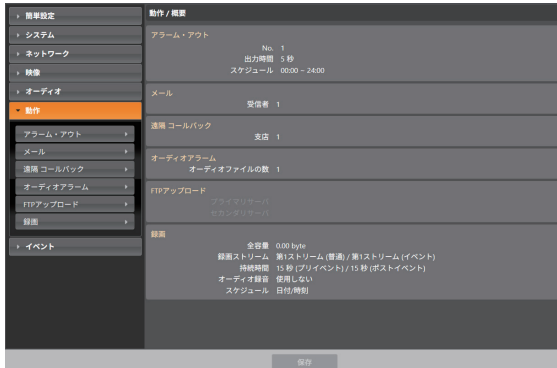 簡単設定
システム
ネットワーク
映像
オーディオ
動作
アラーム・アウト
メール
遠隔 コールバック
オーディオアラーム
FTPアップロード
録画
イベント
動作 / 概要
アラーム・アウト
No. 1
出力時間 5 秒
スケジュール 00:00 ~ 24:00
メール
受信者 1
遠隔 コールバック
支店 1
オーディオアラーム
オーディオファイルの数 1
FTPアップロード
プライマリサーバ
セカンダリサーバ
録画
全容量 0.00 byte
録画ストリーム 第1ストリーム (普通) / 第1ストリーム (イベント)
持続時間 15 秒 (プリイベント) / 15 秒 (ポストイベント)
オーディオ録音 使用しない
スケジュール 日付/時刻
保存